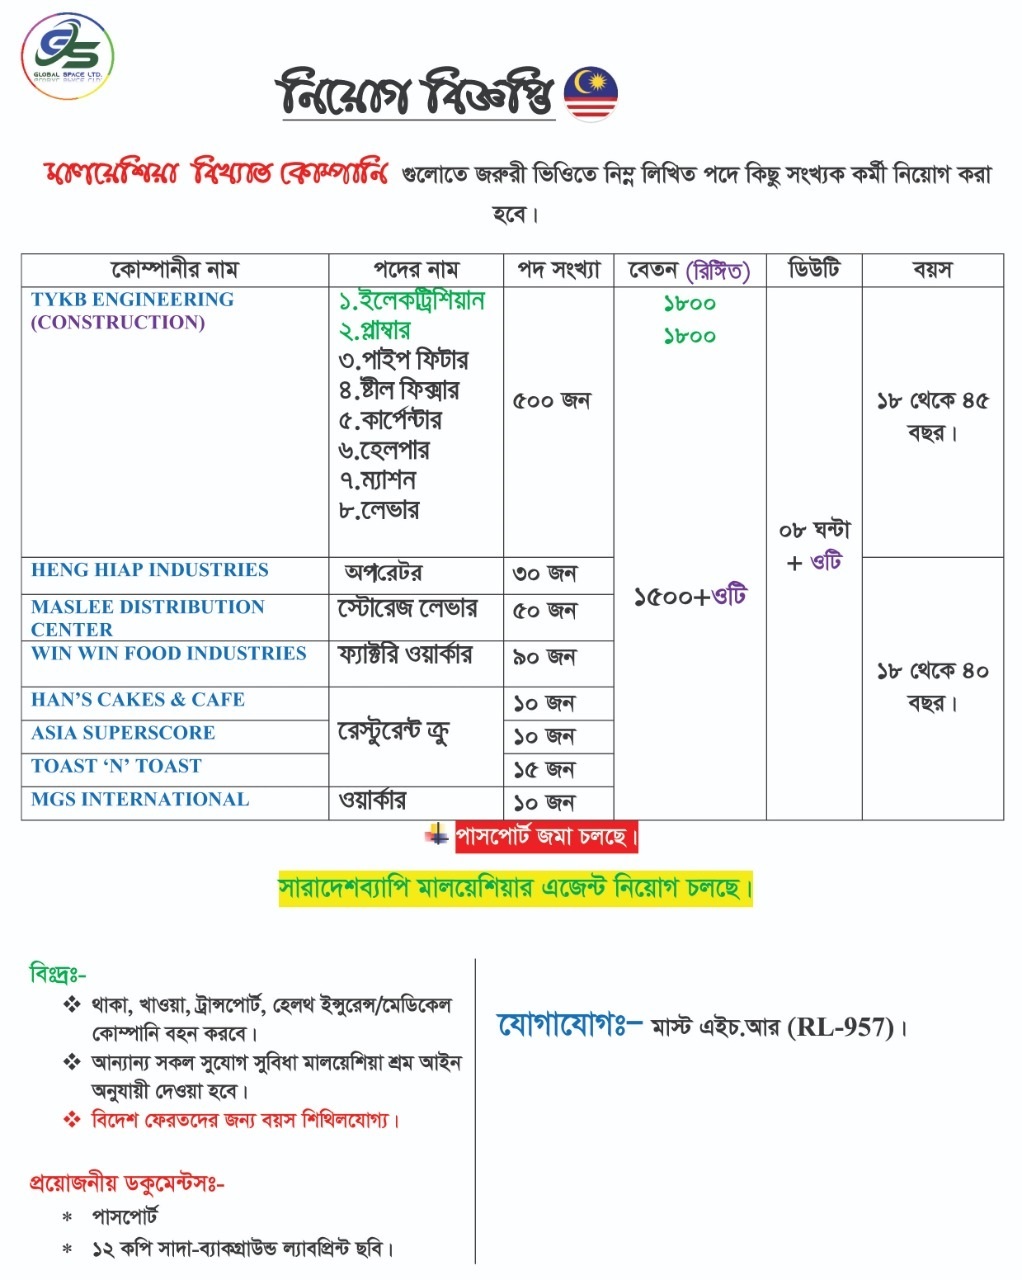 GLOBAL SPACE LTD.
নিয়োগ বিজ্ঞপ্তি
মালয়েশিয়া বিখ্যাত কোম্পানি গুলোতে জরুরী ভিওিতে নিম্ন লিখিত পদে কিছু সংখ্যক কর্মী নিয়োগ করা
হবে।
কোম্পানীর নাম পদের নাম পদ সংখ্যা বেতন (রিঙ্গিত) ডিউটি বয়স
TYKB ENGINEERING
(CONSTRUCTION)
১.ইলেকট্রিশিয়ান
২.প্লাম্বার
৩.পাইপ ফিটার
৪.ষ্টীল ফিক্সার
৫.কার্পেন্টার
৬.হেলপার
৭.ম্যাশন
৮.লেভার
৫০০ জন
১৮০০
১৮০০
১৫০০+ওটি
০৮ ঘন্টা
+ ওটি
১৮ থেকে ৪৫
বছর।
HENG HIAP INDUSTRIES অপরেটর ৩০ জন
MASLEE DISTRIBUTION
CENTER
স্টোরেজ লেভার ৫০ জন
WIN WIN FOOD INDUSTRIES ফ্যাক্টরি ওয়ার্কার ৯০ জন
১৮ থেকে ৪০
বছর।
HAN'S CAKES & CAFE ১০ জন
রেস্টুরেন্ট ক্রু
ASIA SUPERSCORE ১০ জন
TOAST ‘N’ TOAST ১৫ জন
MGS INTERNATIONAL ওয়ার্কার ১০ জন
পাসপোর্ট জমা চলছে।
সারাদেশব্যাপি মালয়েশিয়ার এজেন্ট নিয়োগ চলছে।
বিঃদ্রঃ-
❖ থাকা, খাওয়া, ট্রান্সপোর্ট, হেলথ ইন্সুরেন্স/মেডিকেল
কোম্পানি বহন করবে।
❖ আন্যান্য সকল সুযোগ সুবিধা মালয়েশিয়া শ্রম আইন
অনুযায়ী দেওয়া হবে।
❖ বিদেশ ফেরতদের জন্য বয়স শিথিলযোগ্য।
প্রয়োজনীয় ডকুমেন্টসঃ-
* পাসপোর্ট
* ১২ কপি সাদা-ব্যাকগ্রাউন্ড ল্যাবপ্রিন্ট ছবি।
যোগাযোগঃ– মাস্ট এইচ.আর (RL-957)।